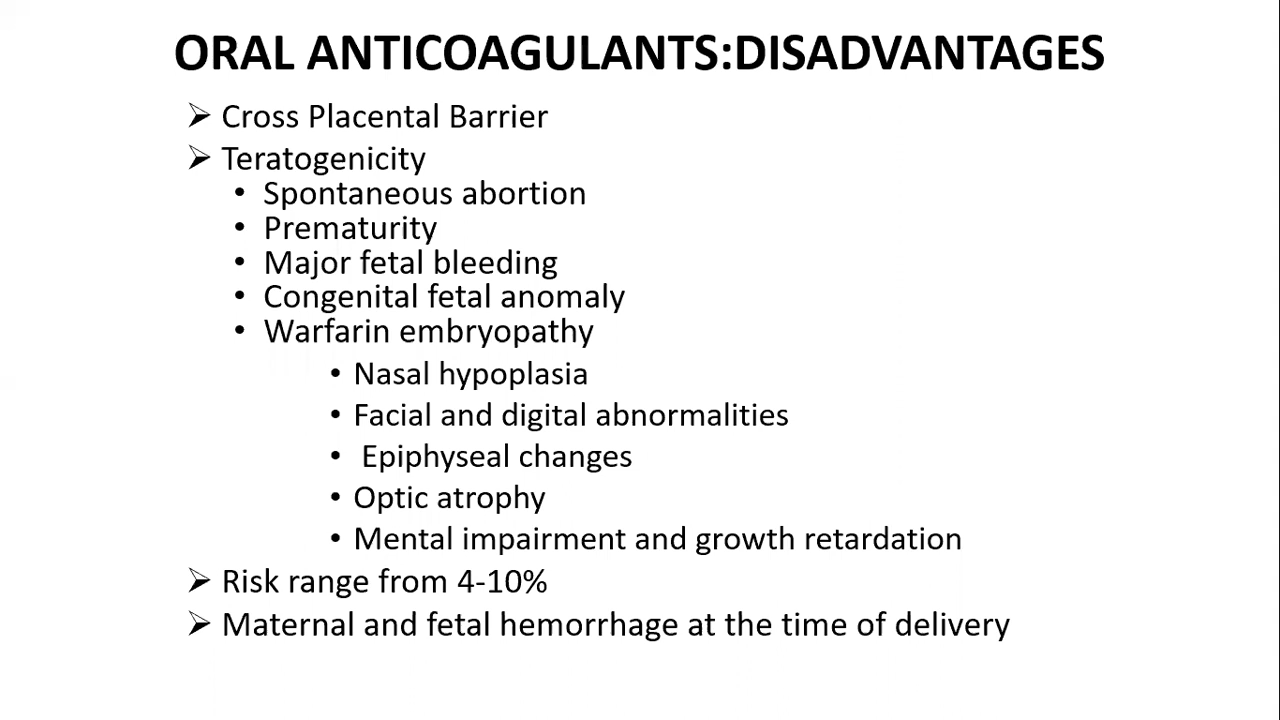 ORAL ANTICOAGULANTS:DISADVANTAGES
➢ Cross Placental Barrier
➢ Teratogenicity
• Spontaneous abortion
• Prematurity
• Major fetal bleeding
• Congenital fetal anomaly
• Warfarin embryopathy
• Nasal hypoplasia
• Facial and digital abnormalities
• Epiphyseal changes
• Optic atrophy
• Mental impairment and growth retardation
➢ Risk range from 4-10%
➢ Maternal and fetal hemorrhage at the time of delivery